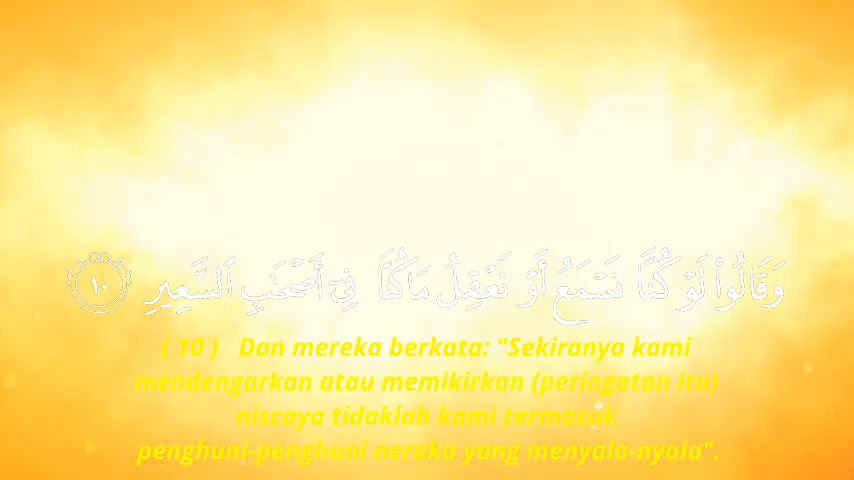 وَقَالُوا۟ لَوْ كُنَّا نَسْمَعُ أَوْ نَعْقِلُ مَا كُنَّا فِىٓ أَصْحَـٰبِ ٱلسَّعِيرِ ١٠
( 10 ) Dan mereka berkata: "Sekiranya kami
mendengarkan atau memikirkan (peringatan itu)
niscaya tidaklah kami termasuk
penghuni-penghuni neraka yang menyala-nyala".